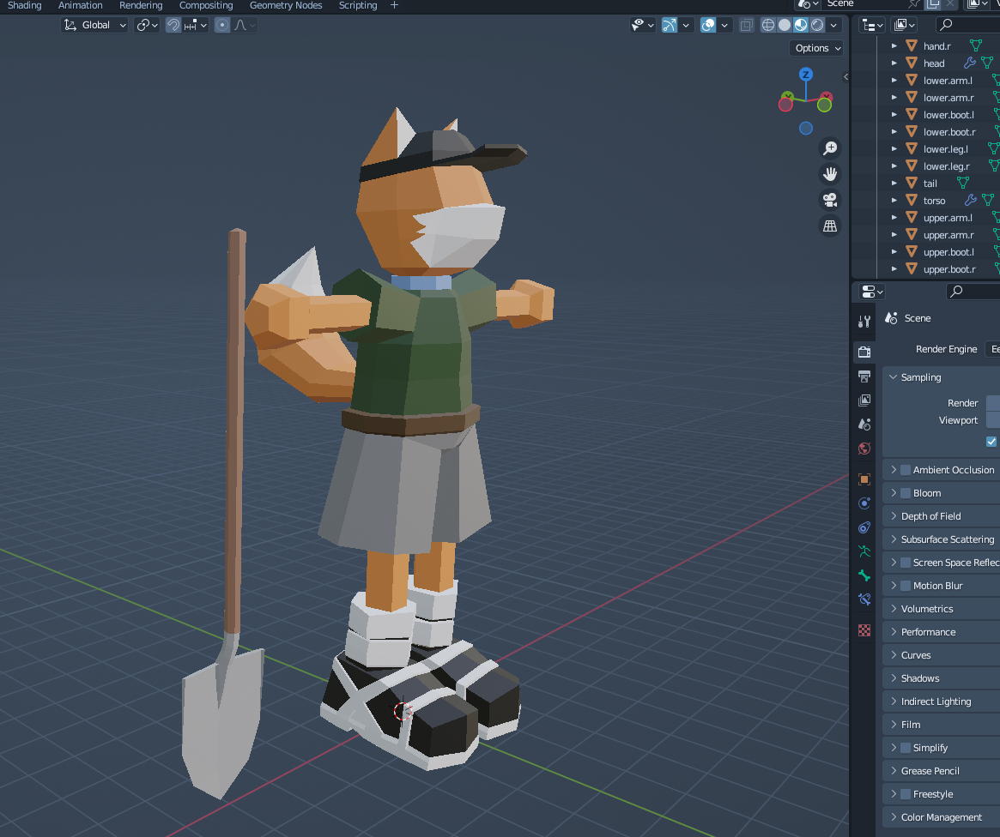 Shading Animation Rendering Compositing Geometry Nodes Scripting +
Scene
Global
Options
Z
hand.r
head
lower.arm.l
lower.arm.r
lower.boot.l
lower.boot.r
lower.leg.l
lower.leg.r
tail
torso
upper.arm.l
upper.arm.r
upper.boot.l
upper.boot.r
Scene
Render Engine Ee
Sampling
Render
Viewport
Ambient Occlusion
Bloom
Depth of Field
Subsurface Scattering
Screen Space Reflec
Motion Blur
Volumetrics
Performance
Curves
Shadows
Indirect Lighting
Film
Simplify
Grease Pencil
Freestyle
Color Management